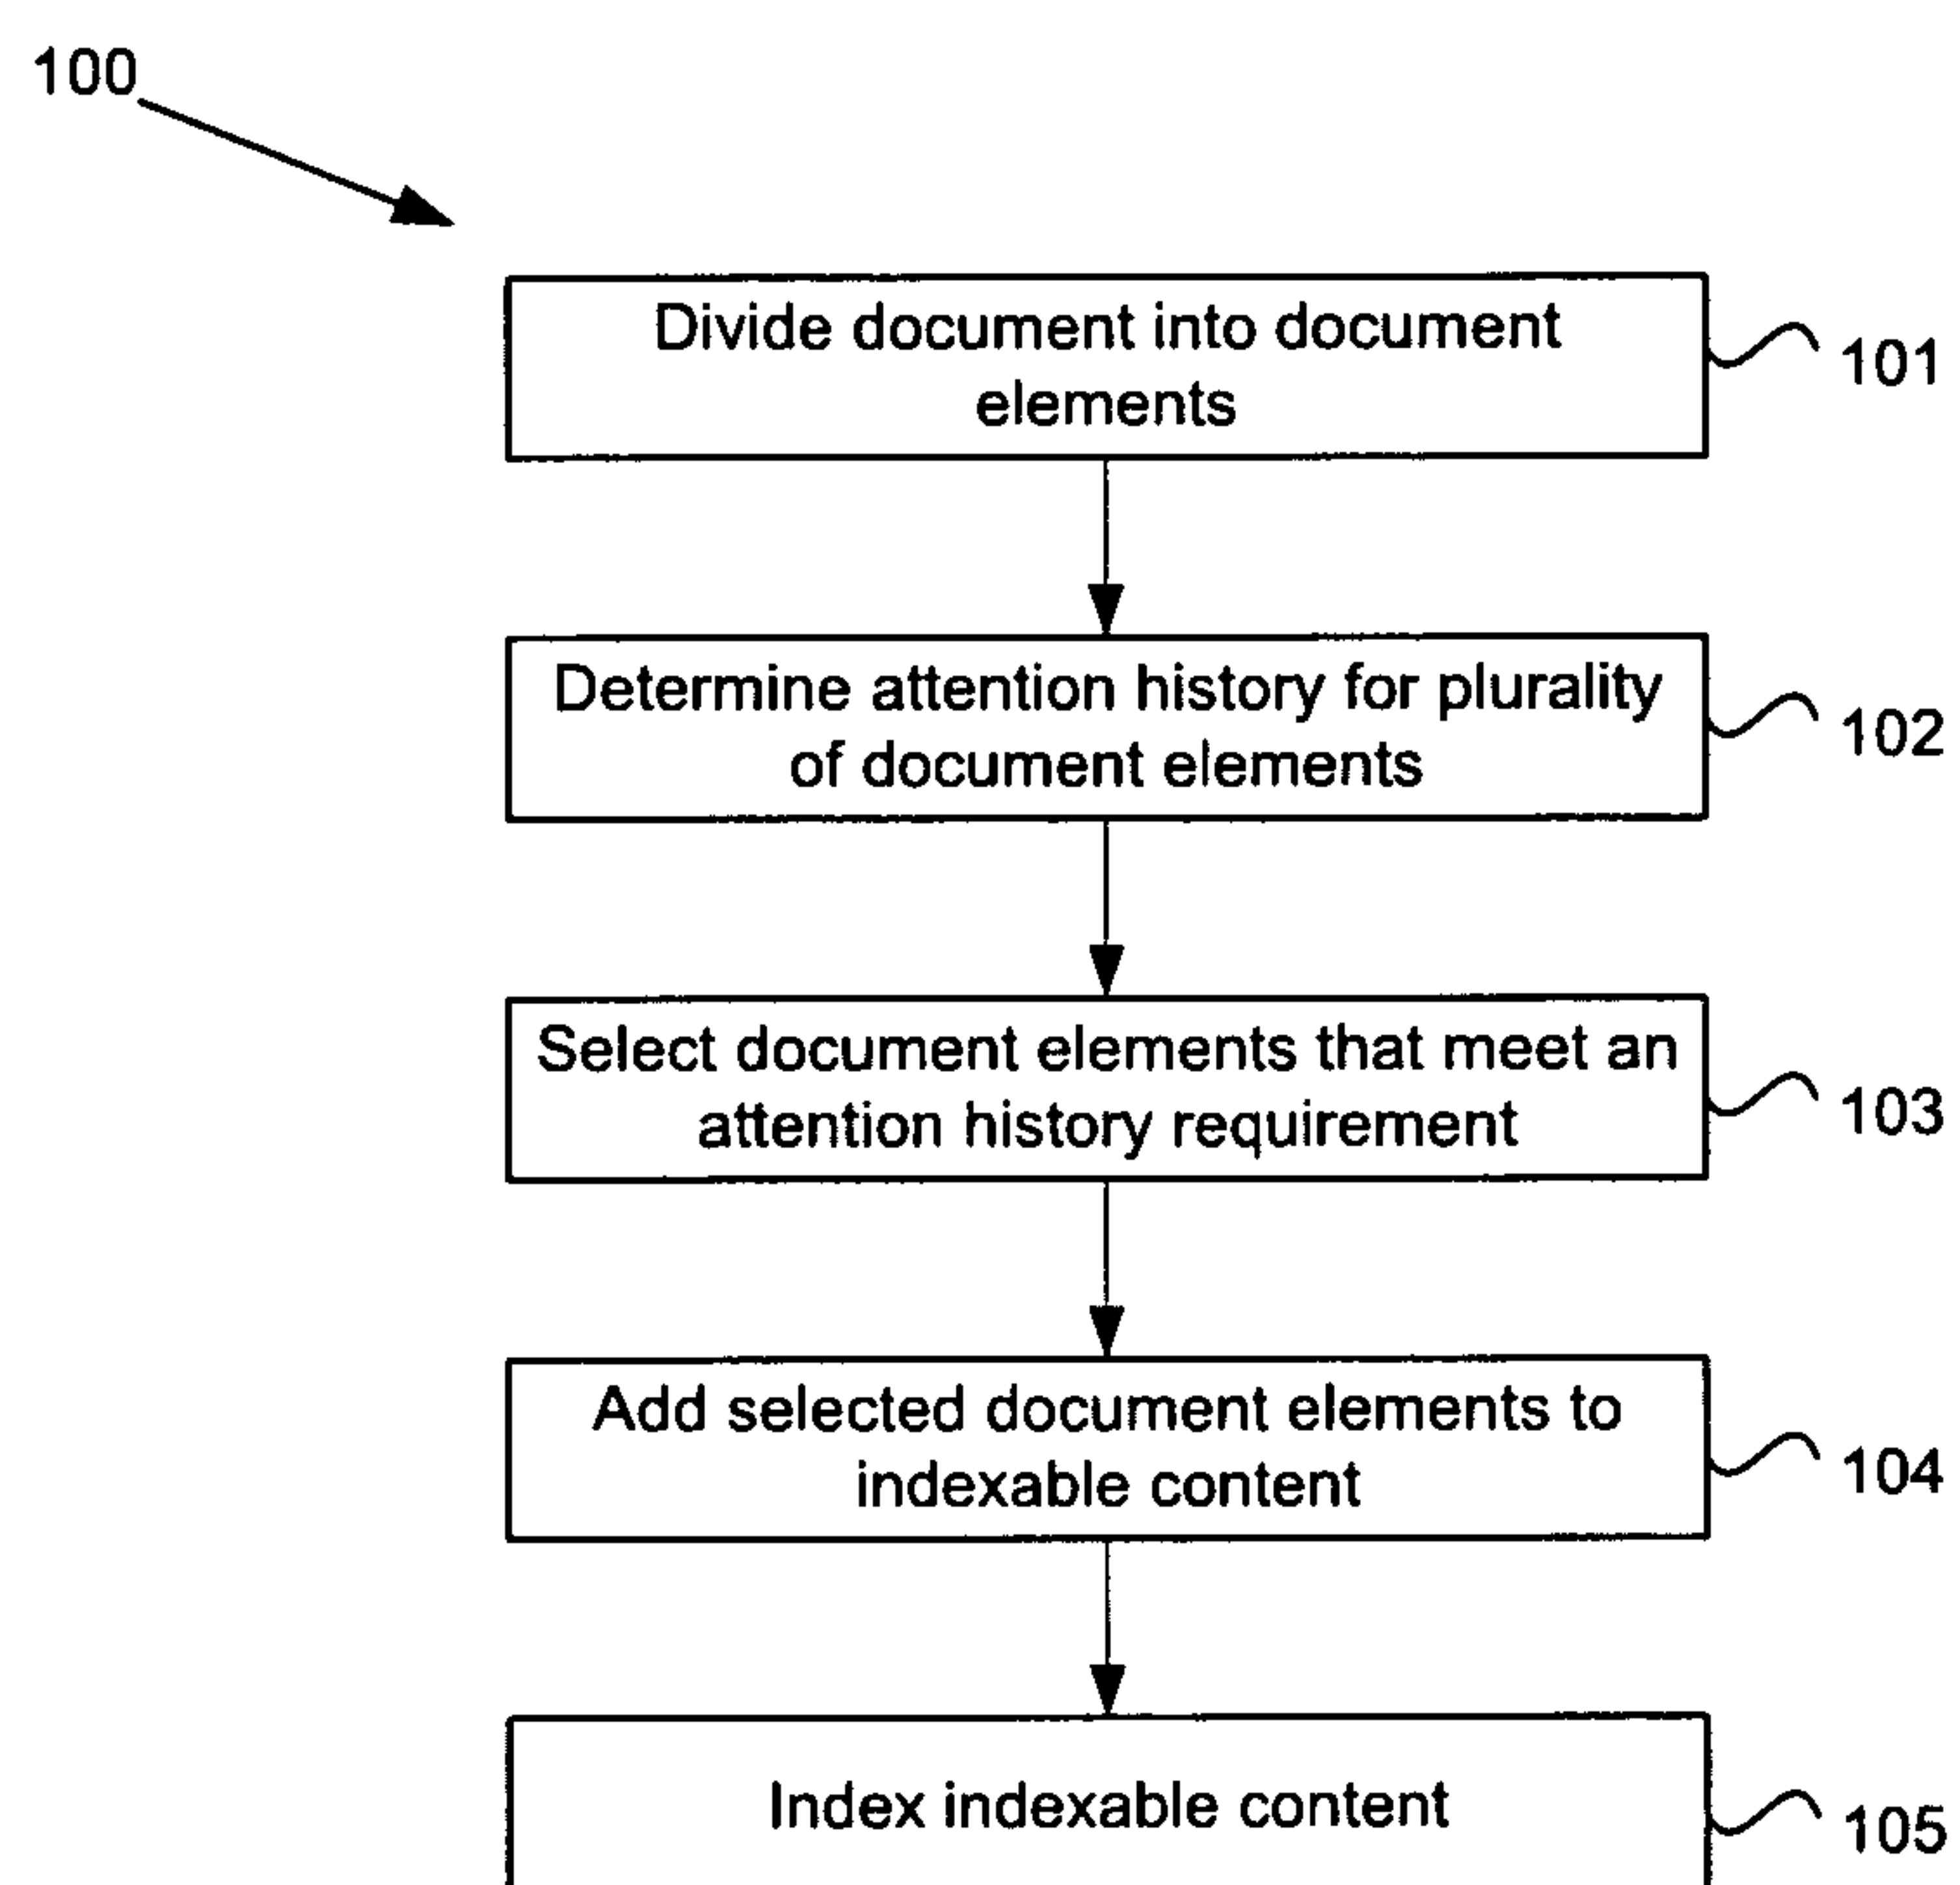 100
Divide document into document
elements
101
Determine attention history for plurality
of document elements
102
Select document elements that meet an
attention history requirement
103
Add selected document elements to
indexable content
104
Index indexable content
105